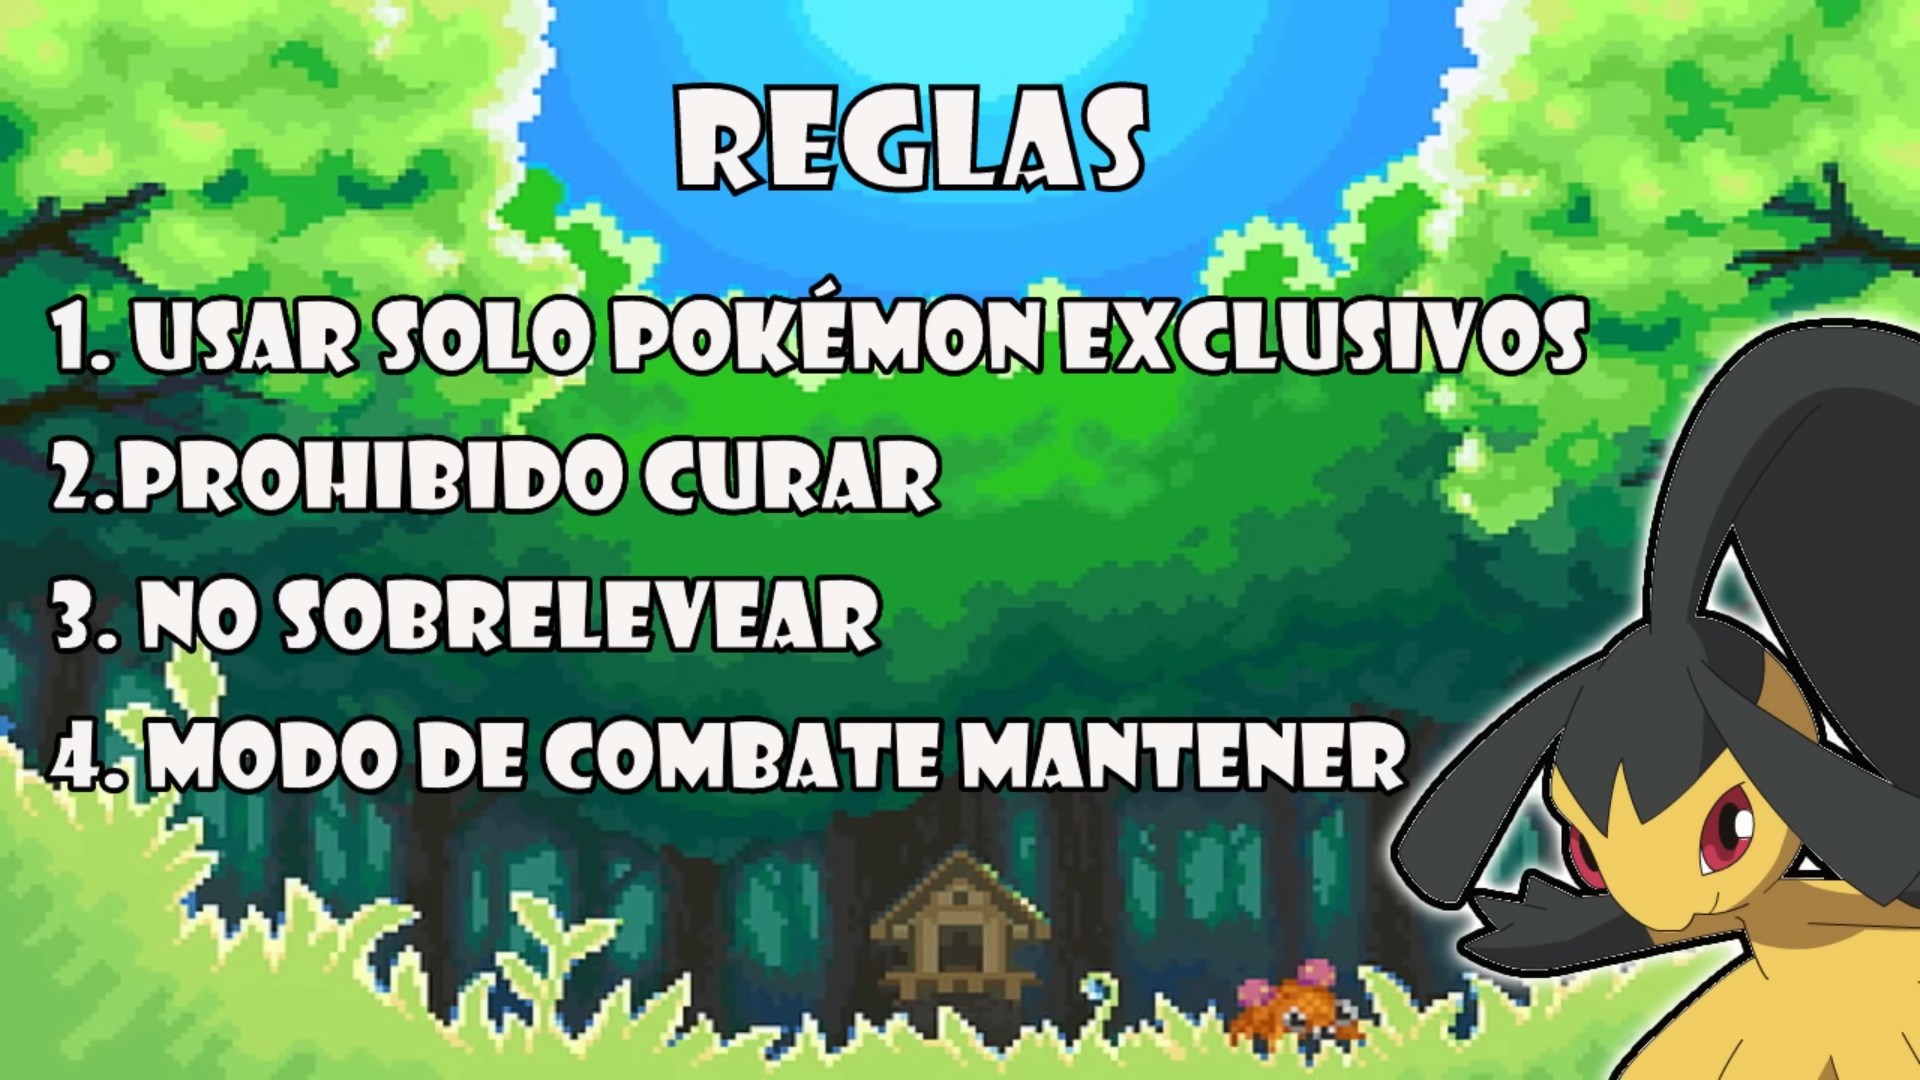 REGLAS
1. USAR SOLO POKÉMON EXCLUSIVOS
2.PROHIBIDO CURAR
3. NO SOBRELEVEAR
4. MODO DE COMBATE MANTENER